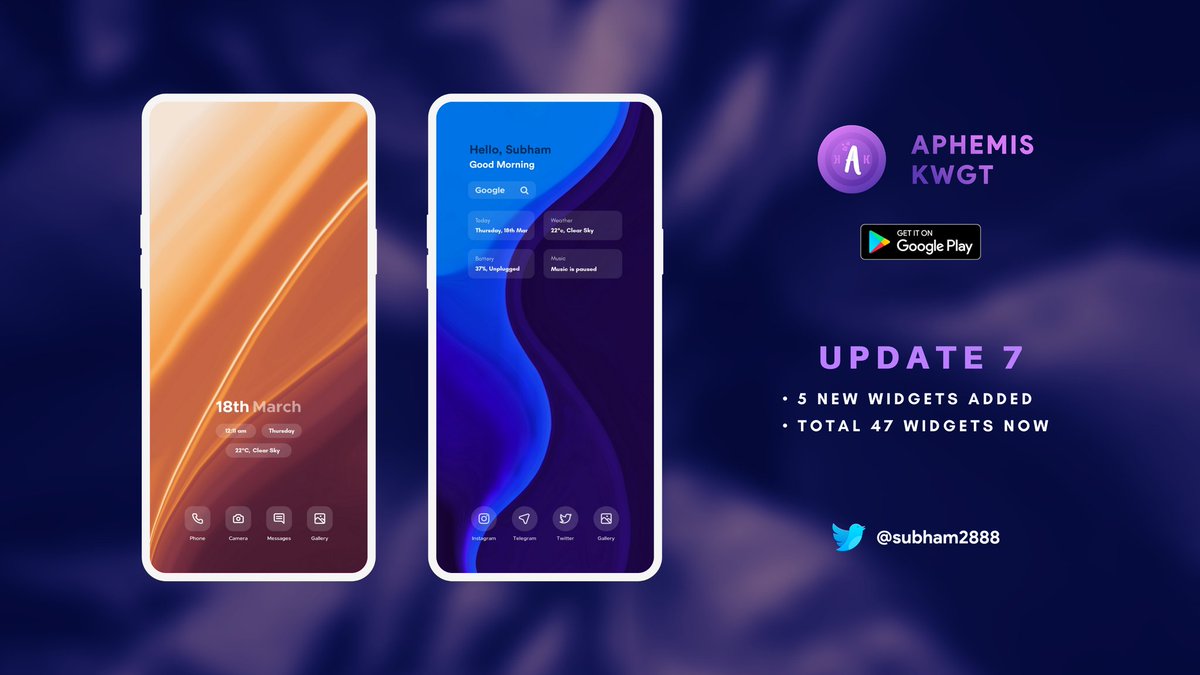 18th March
12:11 am
Thursday
22°C, Clear Sky
Phone
Camera
Messages
Gallery
Hello, Subham
Good Morning
Google
Today
Thursday, 18th Mar
Weather
22°c, Clear Sky
Battery
37%, Unplugged
Music
Music is paused
Instagram
Telegram
Twitter
Gallery
A
APHEMIS
KWGT
GET IT ON
Google Play
UPDATE 7
• 5 NEW WIDGETS ADDED
• TOTAL 47 WIDGETS NOW
@subham2888